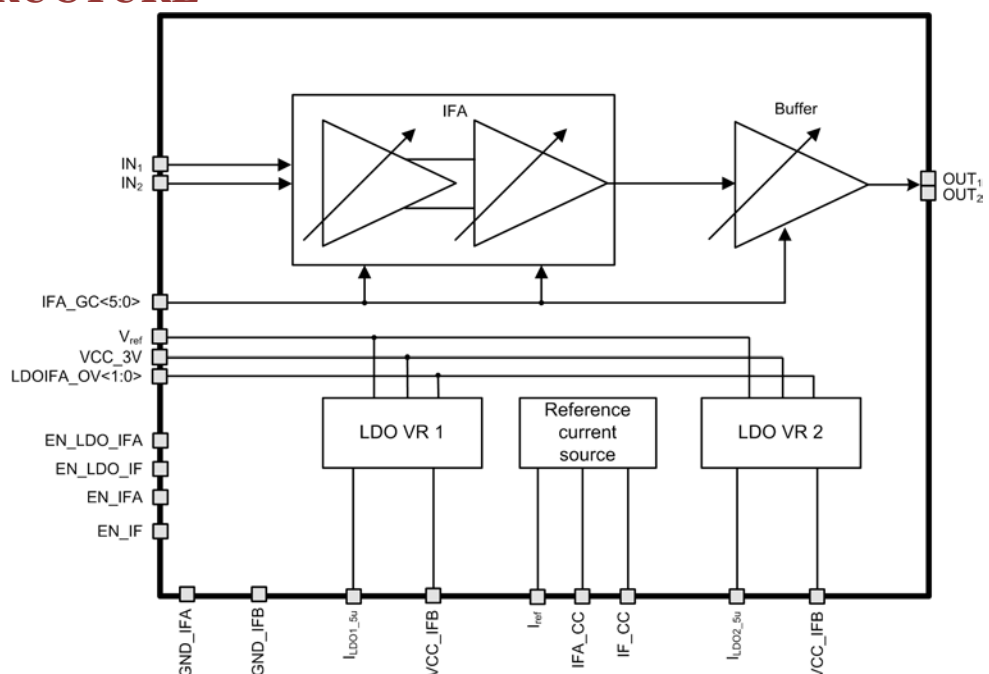 IFA
Buffer
IN1
IN2
OUT1
OUT2
IFA_GC<5:0>
Vref
VCC_3V
LDOIFA_OV<1:0>
LDO VR 1
Reference
current
source
LDO VR 2
EN_LDO_IFA
EN_LDO_IF
EN_IFA
EN_IF
GND_IFA
GND_IFB
ILDO1_5u
VCC_IFB
Iref
IFA_CC
IF_CC
ILDO2_5u
VCC_IFB